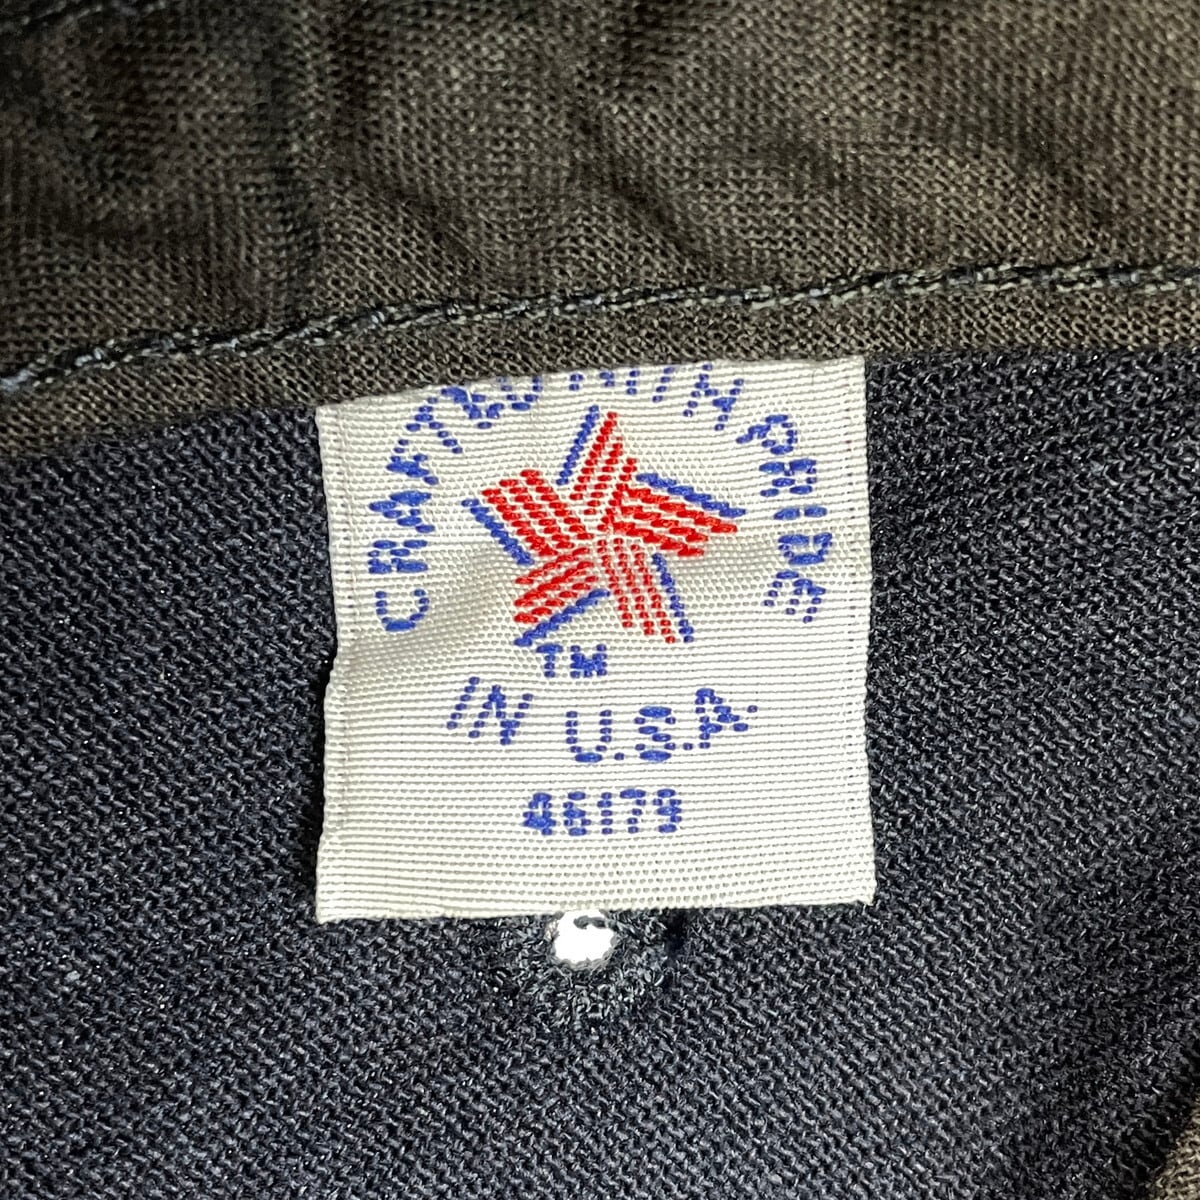 CRAFTED WITH PRIDE
TM
IN U.S.A.
46179